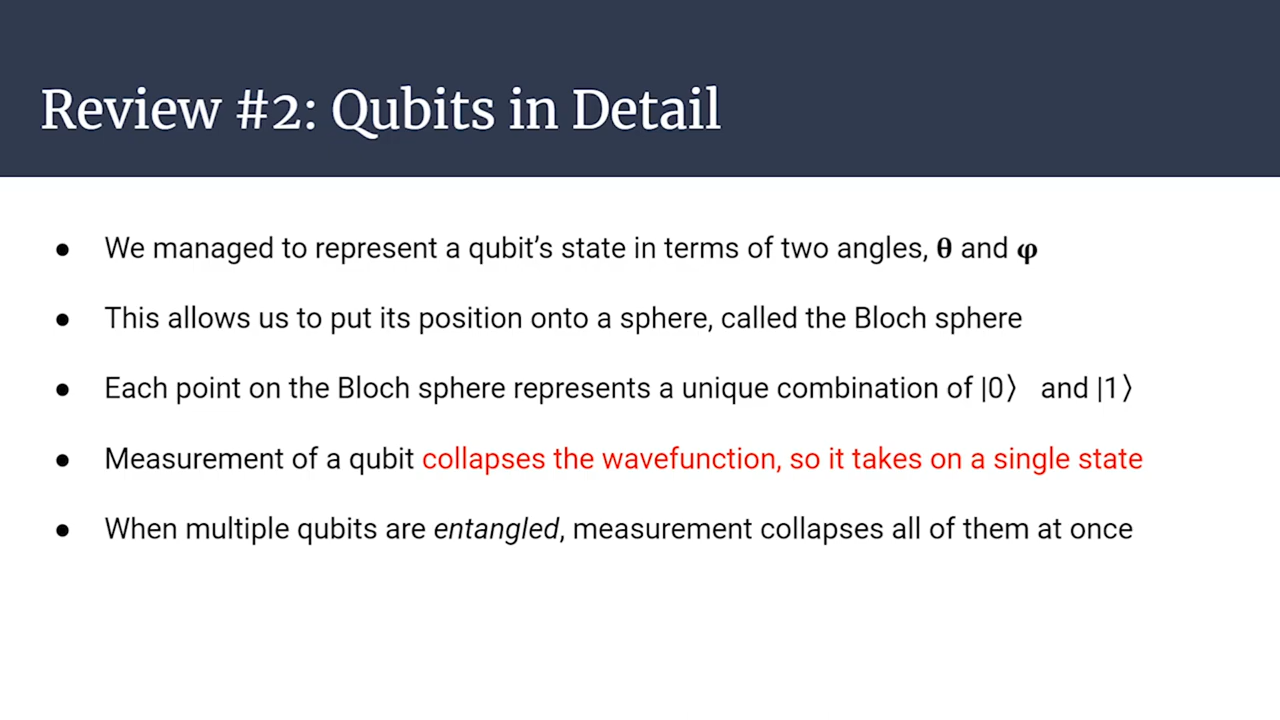 Review #2: Qubits in Detail
● We managed to represent a qubit’s state in terms of two angles, θ and φ
● This allows us to put its position onto a sphere, called the Bloch sphere
● Each point on the Bloch sphere represents a unique combination of |0⟩ and |1⟩
● Measurement of a qubit collapses the wavefunction, so it takes on a single state
● When multiple qubits are entangled, measurement collapses all of them at once